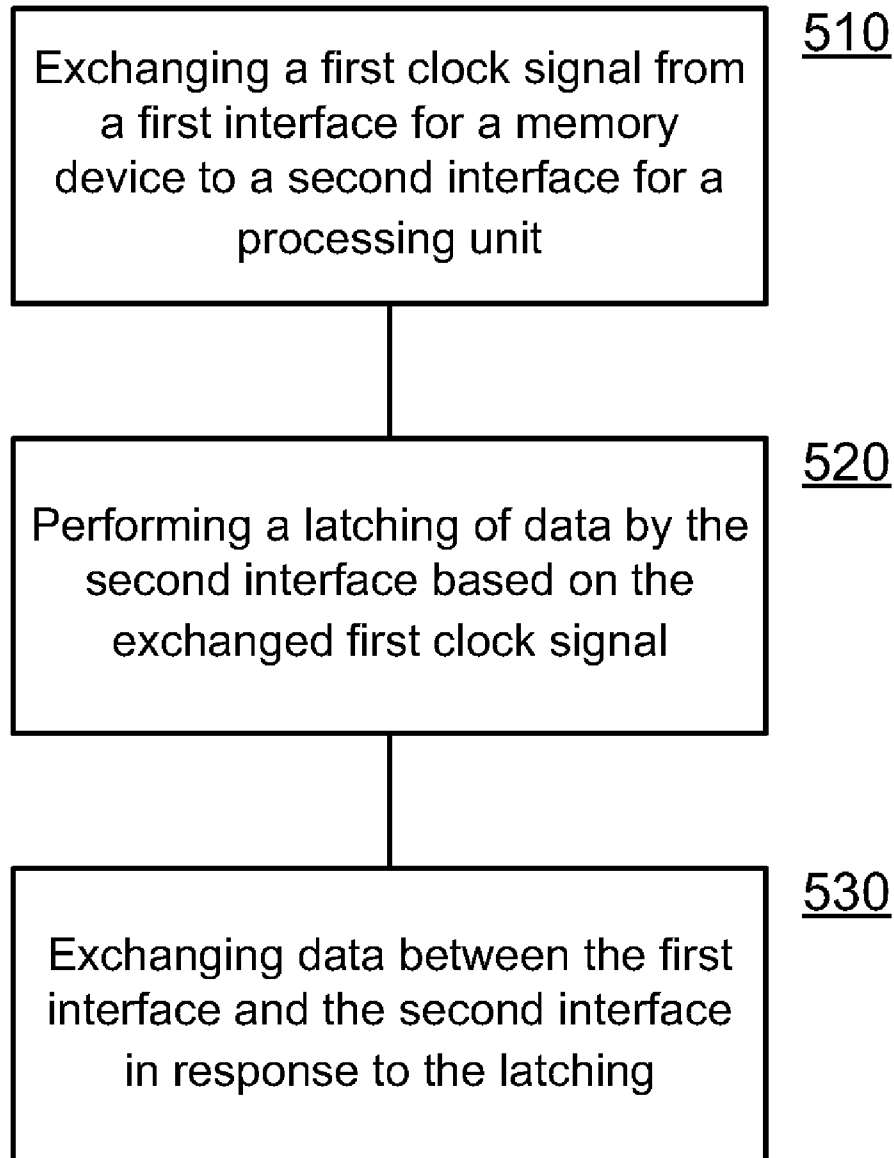 510
Exchanging a first clock signal from
a first interface for a memory
device to a second interface for a
processing unit
520
Performing a latching of data by the
second interface based on the
exchanged first clock signal
530
Exchanging data between the first
interface and the second interface
in response to the latching